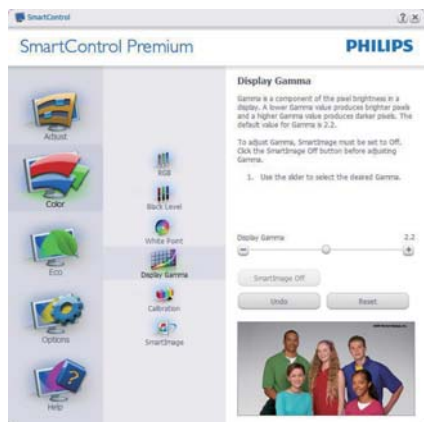 SmartControl
SmartControl Premium
PHILIPS
Adjust
Color
Eco
Options
Help
RGB
Black Level
White Point
Display Gamma
Calibration
SmartImage
Display Gamma
Gamma is a component of the pixel brightness in a
display. A lower Gamma value produces brighter pixels
and a higher Gamma value produces darker pixels. The
default value for Gamma is 2.2.
To adjust Gamma, SmartImage must be set to Off.
Click the SmartImage Off button before adjusting
Gamma.
1. Use the slider to select the desired Gamma.
Display Gamma 2.2
SmartImage Off
Undo Reset